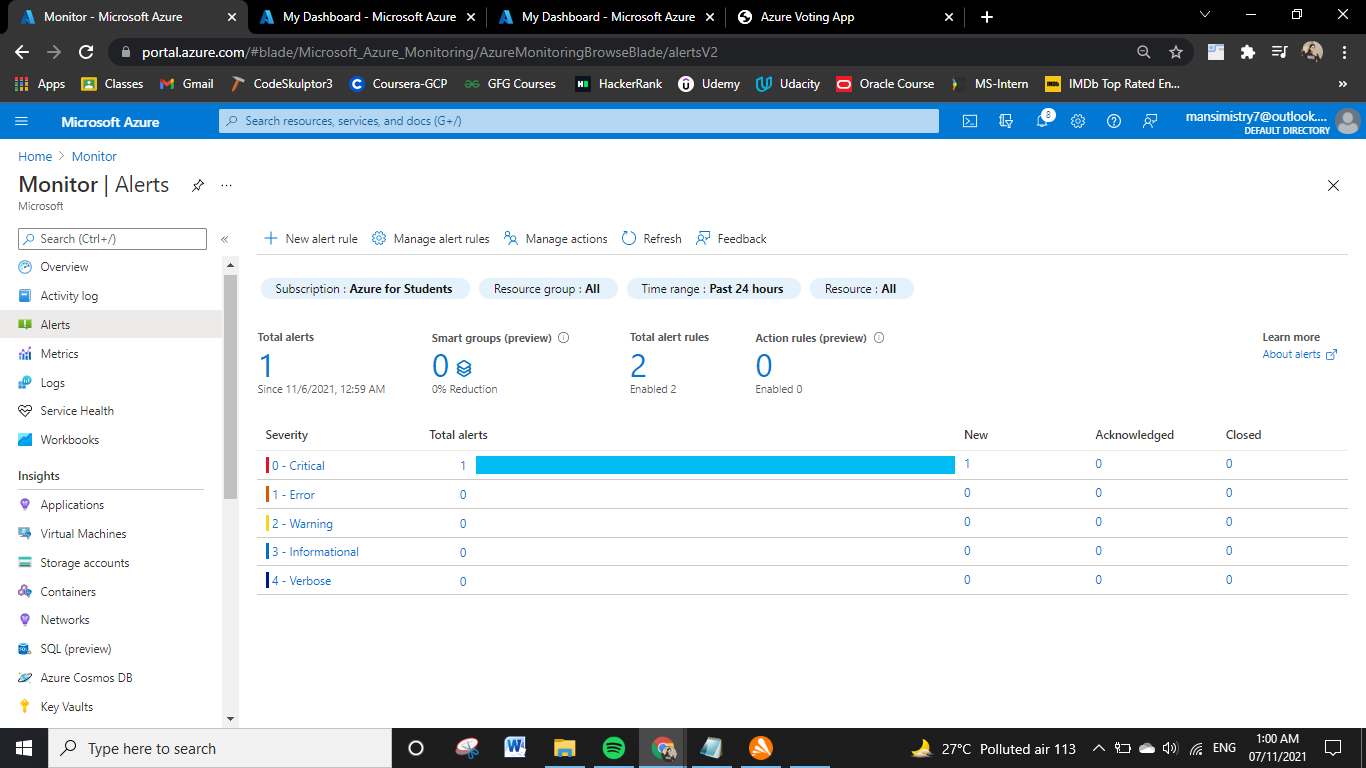 Monitor - Microsoft Azure
My Dashboard - Microsoft Azure
My Dashboard - Microsoft Azure
Azure Voting App
portal.azure.com/#blade/Microsoft_Azure_Monitoring/AzureMonitoringBrowseBlade/alertsV2
Apps Classes Gmail CodeSkulptor3 Coursera-GCP GFG Courses HackerRank Udemy Udacity Oracle Course MS-Intern IMDb Top Rated En... »
Microsoft Azure
Search resources, services, and docs (G+/)
8
mansimistry7@outlook....
DEFAULT DIRECTORY
Home > Monitor
Monitor | Alerts ...
Microsoft
Search (Ctrl+/) «
Overview
Activity log
Alerts
Metrics
Logs
Service Health
Workbooks
Insights
Applications
Virtual Machines
Storage accounts
Containers
Networks
SQL (preview)
Azure Cosmos DB
Key Vaults
New alert rule Manage alert rules Manage actions Refresh Feedback
Subscription : Azure for Students Resource group : All Time range : Past 24 hours Resource : All
Total alerts
1
Since 11/6/2021, 12:59 AM
Smart groups (preview)
0
0% Reduction
Total alert rules
2
Enabled 2
Action rules (preview)
0
Enabled 0
Learn more
About alerts
Severity Total alerts New Acknowledged Closed
0 - Critical 1 1 0 0
1 - Error 0 0 0 0
2 - Warning 0 0 0 0
3 - Informational 0 0 0 0
4 - Verbose 0 0 0 0
Type here to search
27°C Polluted air 113
ENG
1:00 AM
07/11/2021